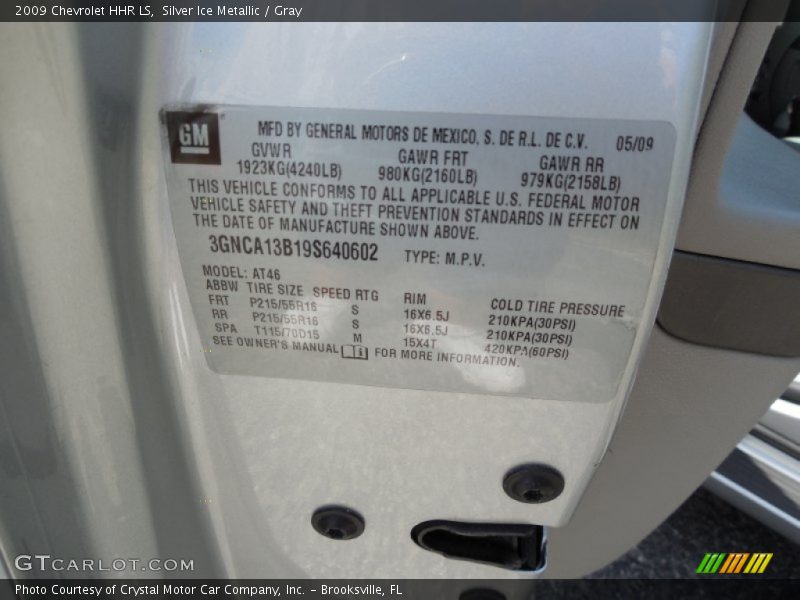 2009 Chevrolet HHR LS, Silver Ice Metallic / Gray
GM MFD BY GENERAL MOTORS DE MEXICO, S. DE R.L. DE C.V. 05/09
GVWR GAWR FRT GAWR RR
1923KG(4240LB) 980KG(2160LB) 979KG(2158LB)
THIS VEHICLE CONFORMS TO ALL APPLICABLE U.S. FEDERAL MOTOR
VEHICLE SAFETY AND THEFT PREVENTION STANDARDS IN EFFECT ON
THE DATE OF MANUFACTURE SHOWN ABOVE.
3GNCA13B19S640602 TYPE: M.P.V.
MODEL: AT46
ABBW TIRE SIZE SPEED RTG RIM COLD TIRE PRESSURE
FRT P215/55R16 S 16X6.5J 210KPA(30PSI)
RR P215/55R16 S 16X6.5J 210KPA(30PSI)
SPA T115/70D15 M 15X4T 420KPA(60PSI)
SEE OWNER'S MANUAL FOR MORE INFORMATION.
GTCARLOT.COM
Photo Courtesy of Crystal Motor Car Company, Inc. – Brooksville, FL